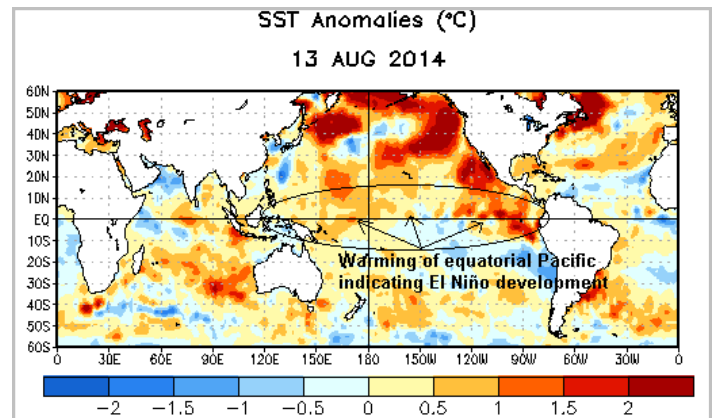 SST Anomalies (°C)
13 AUG 2014
60N
50N
40N
30N
20N
10N
EQ
10S
20S
30S
40S
50S
60S
Warming of equatorial Pacific
indicating El Niño development
0 30E 60E 90E 120E 150E 180 150W 120W 90W 60W 30W 0
-2 -1.5 -1 -0.5 0 0.5 1 1.5 2